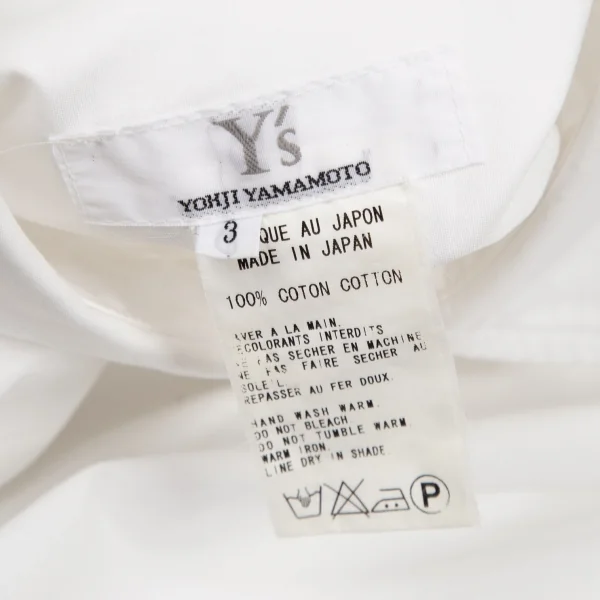 Y's
YOHJI YAMAMOTO
3
QUE AU JAPON
MADE IN JAPAN
100% COTON COTTON
AVER A LA MAIN.
ECOLORANTS INTERDITS
NE PAS SECHER EN MACHINE
NE PAS FAIRE SECHER AU
SOLEIL.
REPASSER AU FER DOUX.
HAND WASH WARM.
DO NOT BLEACH
DO NOT TUMBLE WARM.
WARM IRON.
LINE DRY IN SHADE.
P